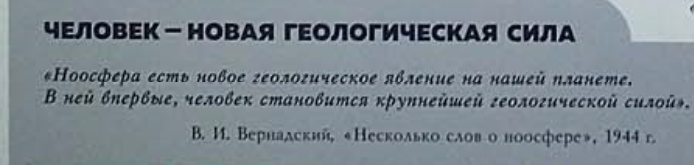 ЧЕЛОВЕК – НОВАЯ ГЕОЛОГИЧЕСКАЯ СИЛА
«Ноосфера есть новое геологическое явление на нашей планете.
В ней впервые, человек становится крупнейшей геологической силой».
В. И. Вернадский, «Несколько слов о ноосфере», 1944 г.